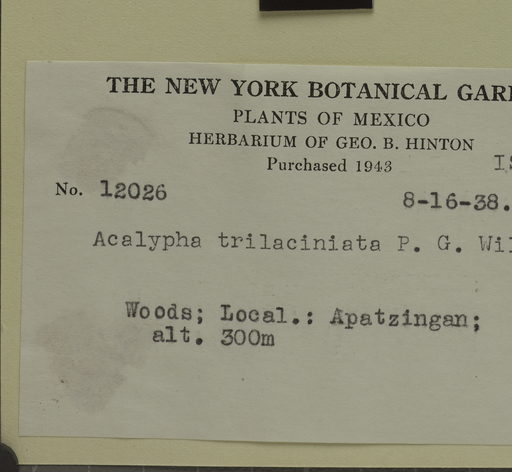 THE NEW YORK BOTANICAL GAR
PLANTS OF MEXICO
HERBARIUM OF GEO. B. HINTON
Purchased 1943
No. 12026
8-16-38.
Acalypha trilaciniata P. G. Wil
Woods; Local.: Apatzingan;
alt. 300m